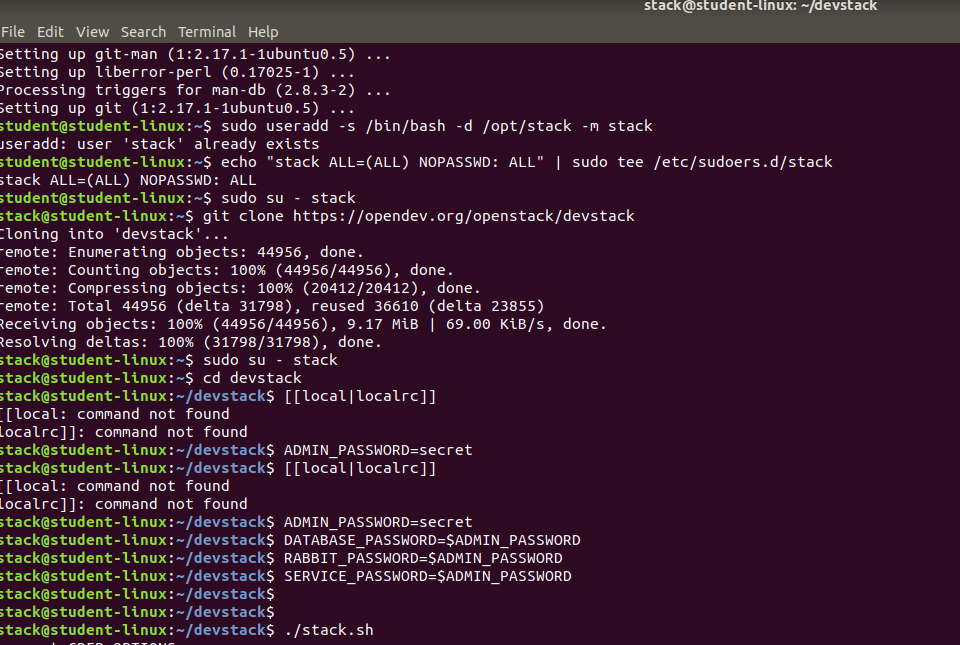 stack@student-linux: ~/devstack
File Edit View Search Terminal Help
Setting up git-man (1:2.17.1-1ubuntu0.5) ...
Setting up liberror-perl (0.17025-1) ...
Processing triggers for man-db (2.8.3-2) ...
Setting up git (1:2.17.1-1ubuntu0.5) ...
student@student-linux:~$ sudo useradd -s /bin/bash -d /opt/stack -m stack
useradd: user 'stack' already exists
student@student-linux:~$ echo "stack ALL=(ALL) NOPASSWD: ALL" | sudo tee /etc/sudoers.d/stack
stack ALL=(ALL) NOPASSWD: ALL
student@student-linux:~$ sudo su - stack
stack@student-linux:~$ git clone https://opendev.org/openstack/devstack
Cloning into 'devstack'...
remote: Enumerating objects: 44956, done.
remote: Counting objects: 100% (44956/44956), done.
remote: Compressing objects: 100% (20412/20412), done.
remote: Total 44956 (delta 31798), reused 36610 (delta 23855)
Receiving objects: 100% (44956/44956), 9.17 MiB | 69.00 KiB/s, done.
Resolving deltas: 100% (31798/31798), done.
stack@student-linux:~$ sudo su - stack
stack@student-linux:~$ cd devstack
stack@student-linux:~/devstack$ [[local|localrc]]
[[local: command not found
localrc]]: command not found
stack@student-linux:~/devstack$ ADMIN_PASSWORD=secret
stack@student-linux:~/devstack$ [[local|localrc]]
[[local: command not found
localrc]]: command not found
stack@student-linux:~/devstack$ ADMIN_PASSWORD=secret
stack@student-linux:~/devstack$ DATABASE_PASSWORD=$ADMIN_PASSWORD
stack@student-linux:~/devstack$ RABBIT_PASSWORD=$ADMIN_PASSWORD
stack@student-linux:~/devstack$ SERVICE_PASSWORD=$ADMIN_PASSWORD
stack@student-linux:~/devstack$
stack@student-linux:~/devstack$
stack@student-linux:~/devstack$ ./stack.sh